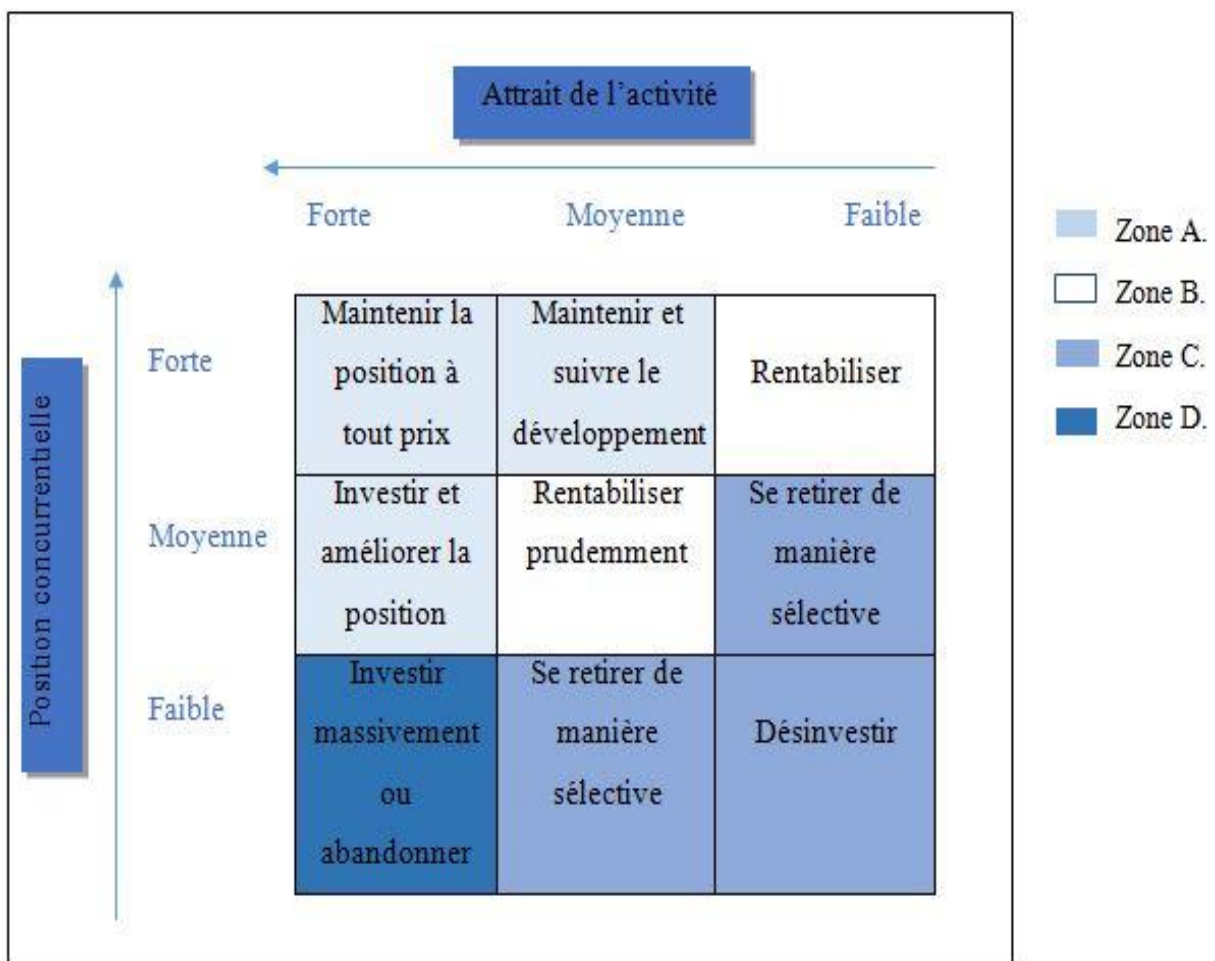 Attrait de l'activité
Forte
Moyenne
Faible
Zone A.
Zone B.
Zone C.
Zone D.
Position concurrentuelle
Forte
Maintenir la
position à
tout prix
Maintenir et
suivre le
développement
Rentabiliser
Moyenne
Investir et
améliorer la
position
Rentabiliser
prudemment
Se retirer de
manière
sélective
Faible
Investir
massivement
ou
abandonner
Se retirer de
manière
sélective
Désinvestir